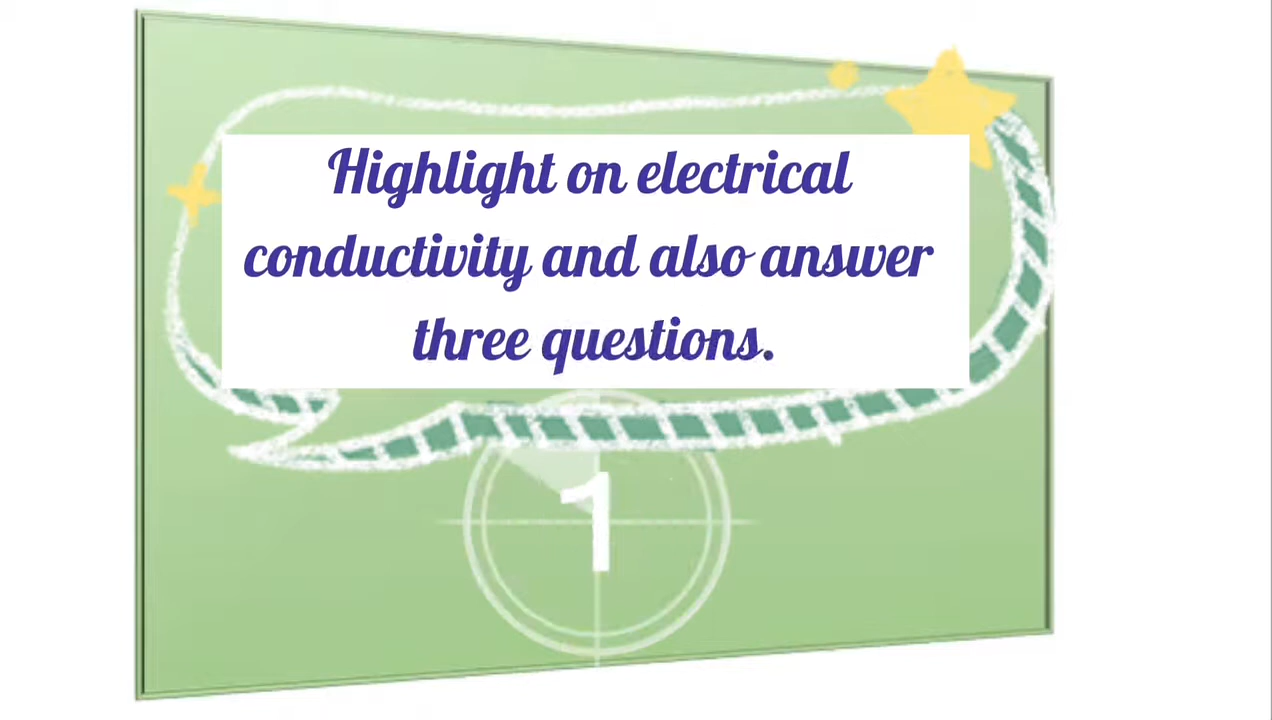 Highlight on electrical
conductivity and also answer
three questions.
1